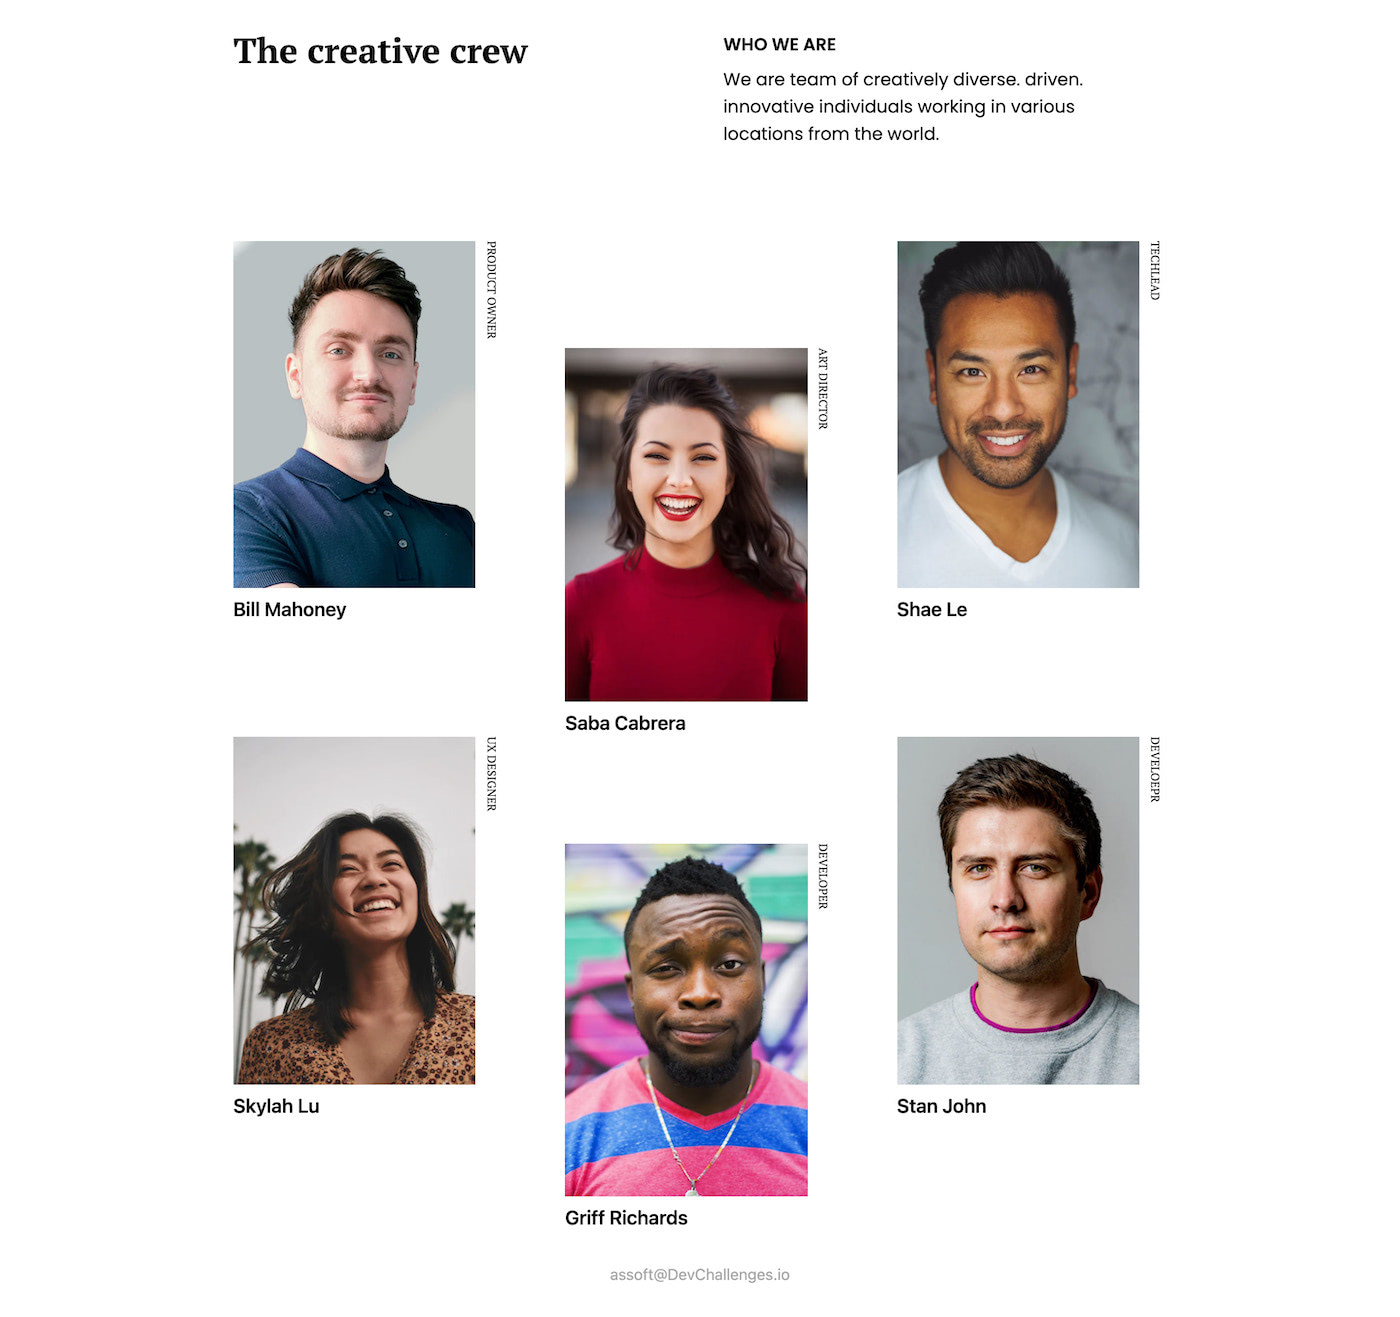 The creative crew
WHO WE ARE
We are team of creatively diverse. driven.
innovative individuals working in various
locations from the world.
PRODUCT OWNER
Bill Mahoney
ART DIRECTOR
Saba Cabrera
TECHLEAD
Shae Le
UX DESIGNER
Skylah Lu
DEVELOPER
Griff Richards
DEVELOEPR
Stan John
assoft@DevChallenges.io